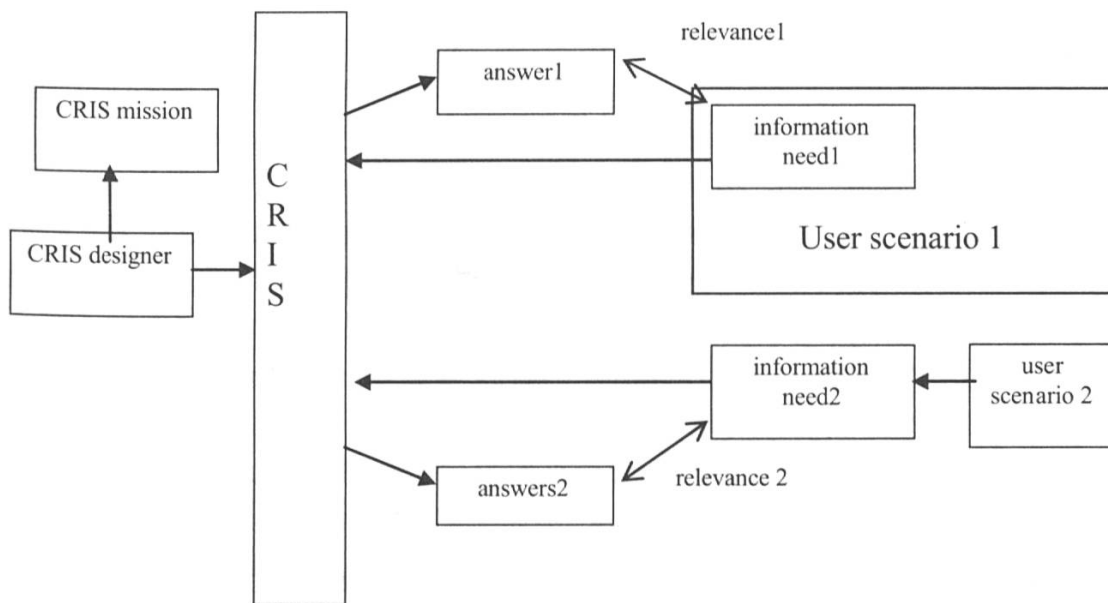 relevance1
answer1
CRIS mission
information
need1
C
R
I
S
User scenario 1
CRIS designer
information
need2
user
scenario 2
answers2
relevance 2